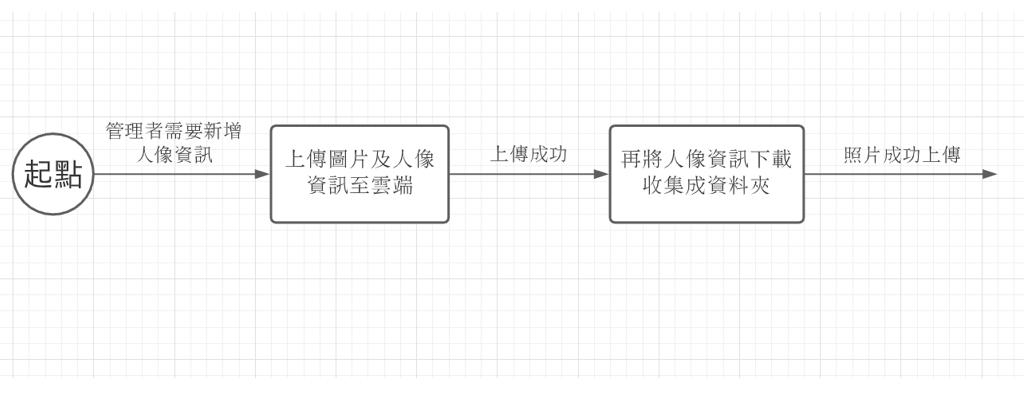 起點
管理者需要新增
人像資訊
上傳圖片及人像
資訊至雲端
上傳成功
再將人像資訊下載
收集成資料夾
照片成功上傳